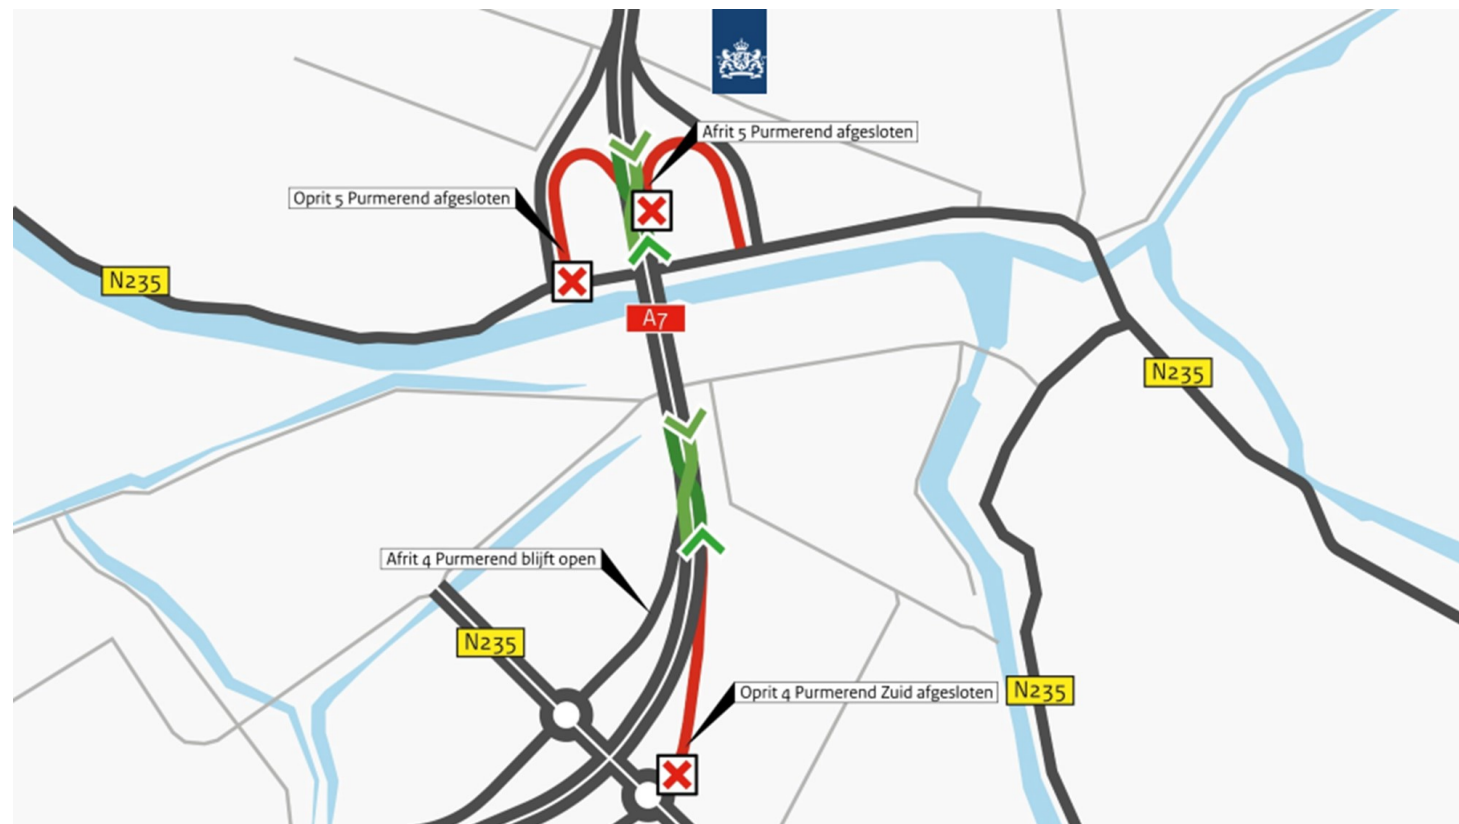 Afrit 5 Purmerend afgesloten
Oprit 5 Purmerend afgesloten
N235
A7
N235
Afrit 4 Purmerend blijft open
N235
Oprit 4 Purmerend Zuid afgesloten
N235